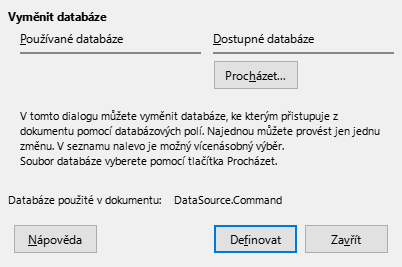 Vyměnit databáze
Používané databáze
Dostupné databáze
Procházet...
V tomto dialogu můžete vyměnit databáze, ke kterým přistupuje z
dokumentu pomocí databázových polí. Najednou můžete provést jen jednu
změnu. V seznamu nalevo je možný vícenásobný výběr.
Soubor databáze vyberete pomocí tlačítka Procházet.
Databáze použité v dokumentu: DataSource.Command
Nápověda
Definovat
Zavřít